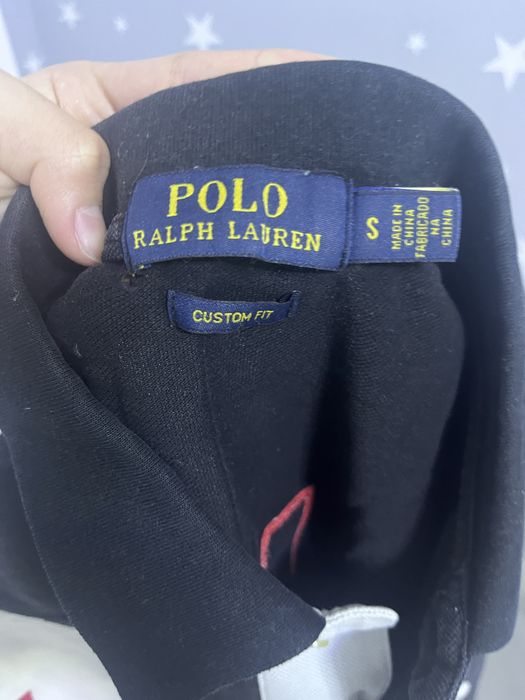 POLO
RALPH LAUREN
S
MADE IN
CHINA
FABRICADO
NA
CHINA
CUSTOM FIT